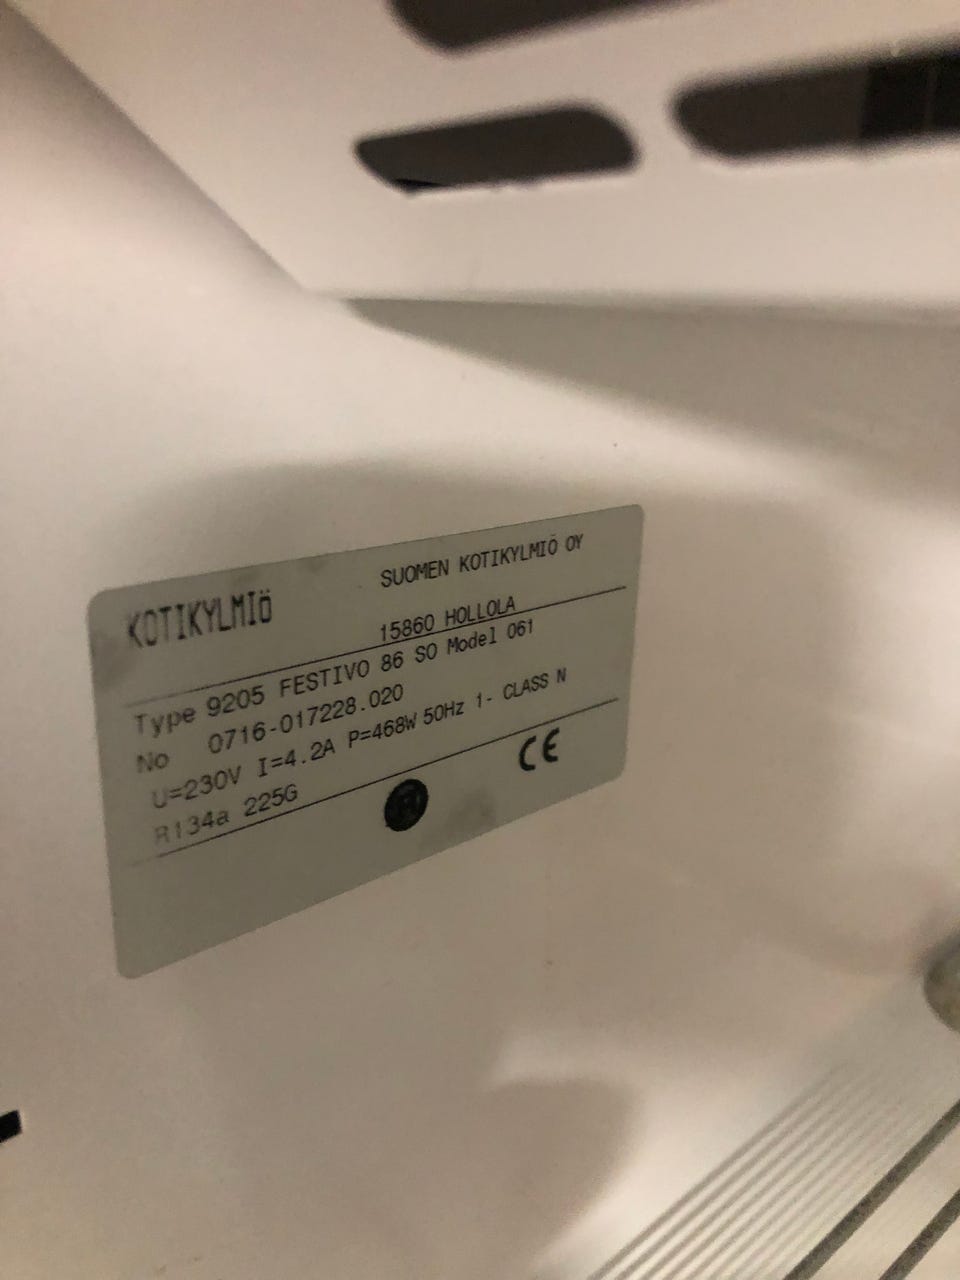 KOTIKYLMIÖ
SUOMEN KOTIKYLMIÖ OY
15860 HOLLOLA
Type 9205 FESTIVO 86 SO Model 061
No 0716-017228.020
U=230V I=4.2A P=468W 50Hz 1- CLASS N
R134a 225G
CE